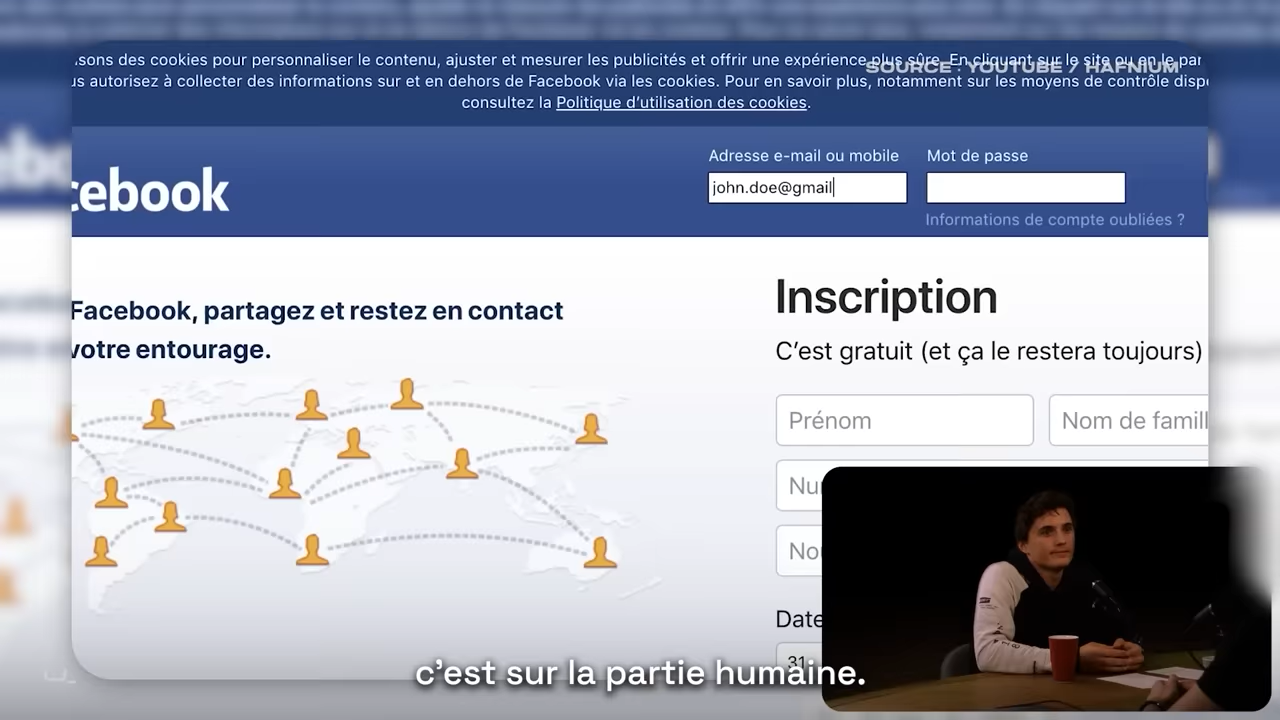 sons des cookies pour personnaliser le contenu, ajuster et mesurer les publicités et offrir une expérience plus sûre. En cliquant sur le site ou en le par
SOURCE : YOUTUBE / HAFNIUM
us autorisez à collecter des informations sur et en dehors de Facebook via les cookies. Pour en savoir plus, notamment sur les moyens de contrôle dispo
consultez la Politique d'utilisation des cookies.
cebook
Adresse e-mail ou mobile
Mot de passe
john.doe@gmail
Informations de compte oubliées ?
Facebook, partagez et restez en contact
votre entourage.
Inscription
C'est gratuit (et ça le restera toujours)
Prénom
Nom de famill
Nu
No
Date
31
c'est sur la partie humaine.